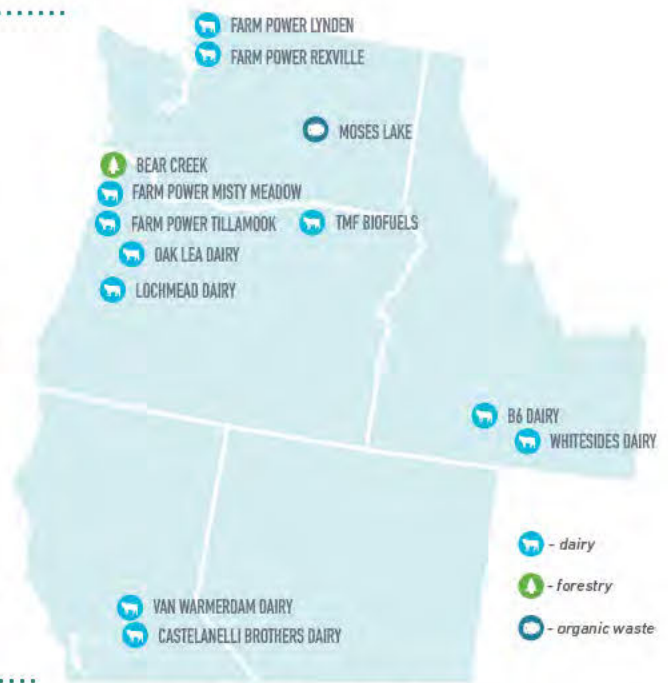 FARM POWER LYNDEN
FARM POWER REXVILLE
MOSES LAKE
BEAR CREEK
FARM POWER MISTY MEADOW
FARM POWER TILLAMOOK
TMF BIOFUELS
OAK LEA DAIRY
LOCHMEAD DAIRY
B6 DAIRY
WHITESIDES DAIRY
- dairy
- forestry
- organic waste
VAN WARMERDAM DAIRY
CASTELANELLI BROTHERS DAIRY